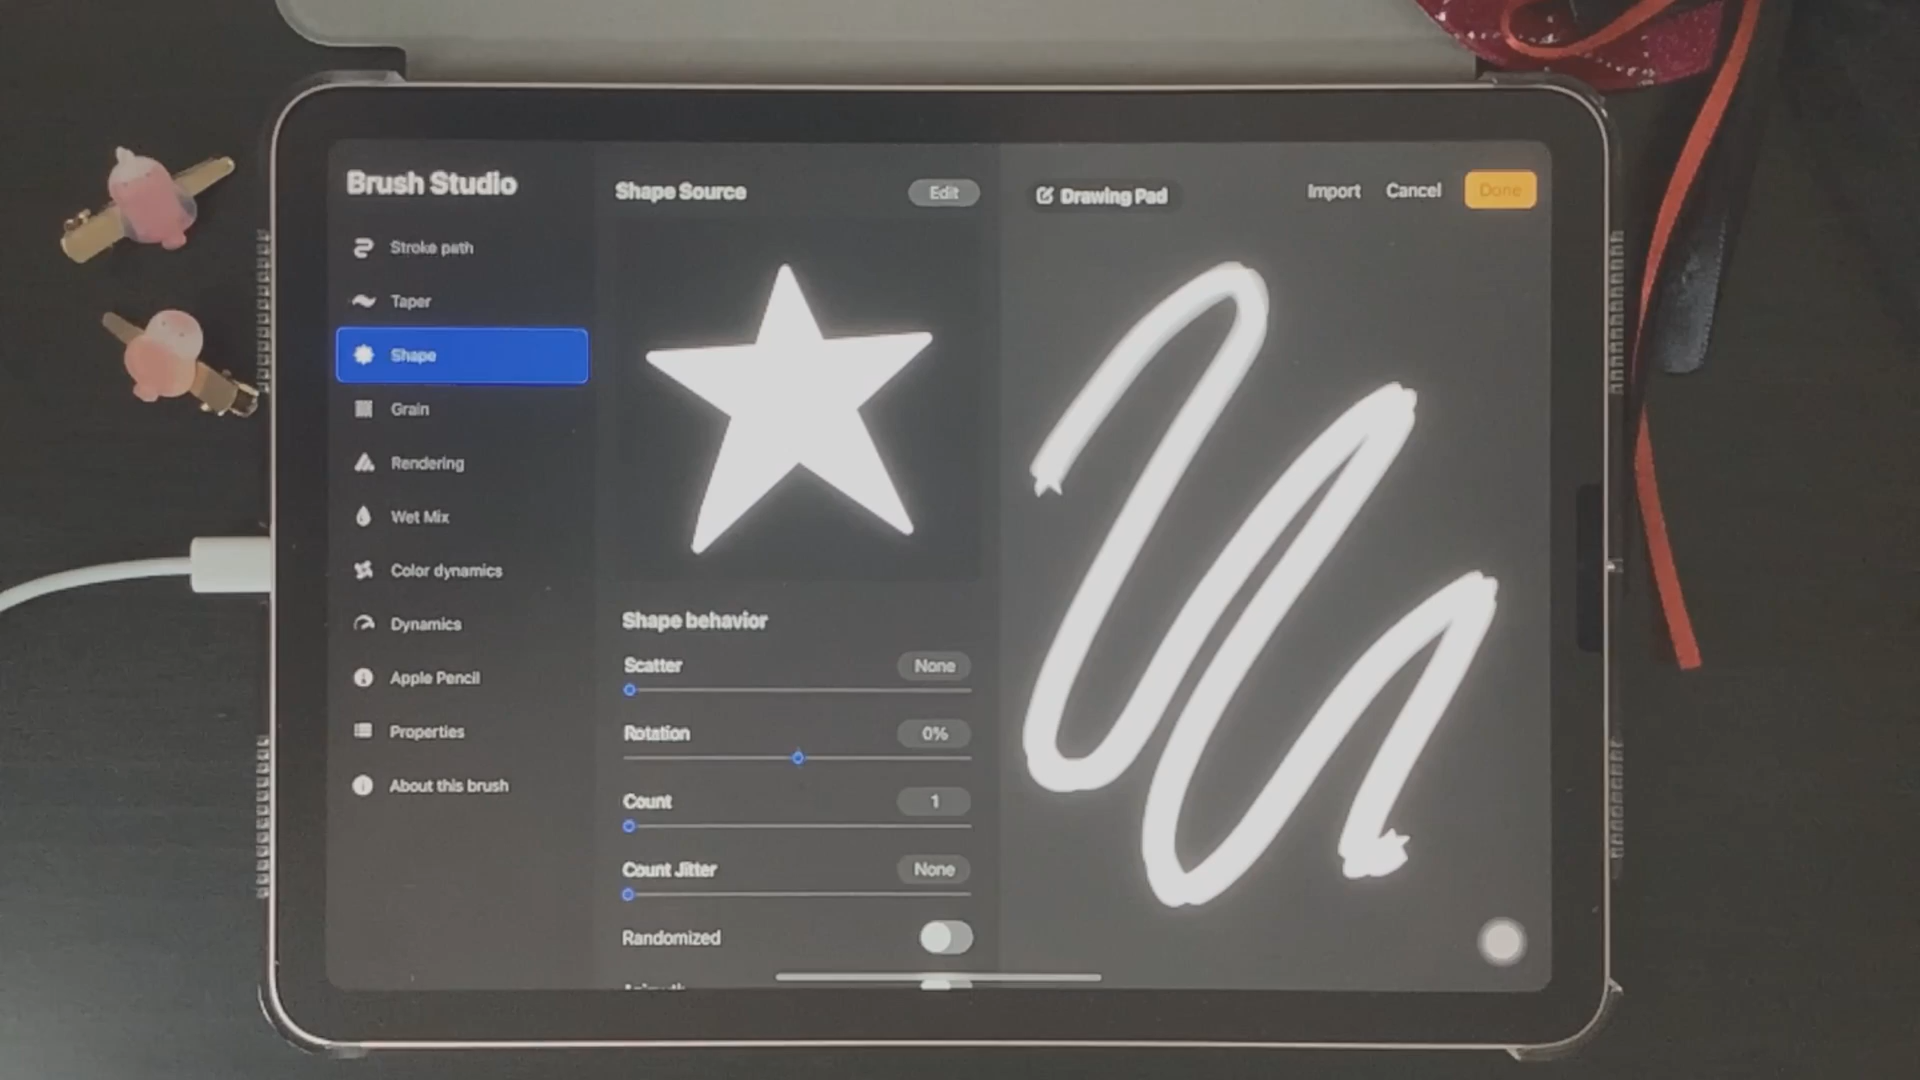 Brush Studio
Stroke path
Taper
Shape
Grain
Rendering
Wet Mix
Color dynamics
Dynamics
Apple Pencil
Properties
About this brush
Shape Source
Edit
Shape behavior
Scatter
None
Rotation
0%
Count
1
Count Jitter
None
Randomized
Drawing Pad
Import
Cancel
Done